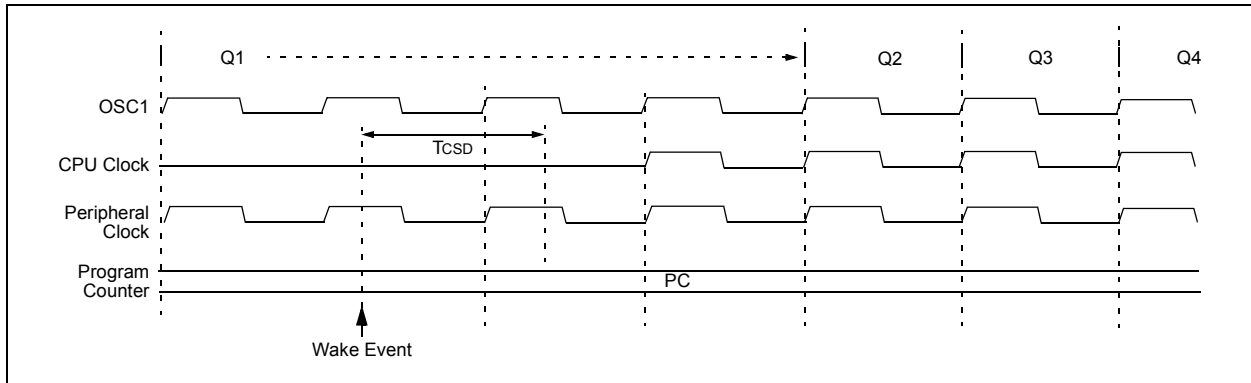 Q1 Q2 Q3 Q4
OSC1
TCSD
CPU Clock
Peripheral
Clock
Program
Counter
PC
Wake Event